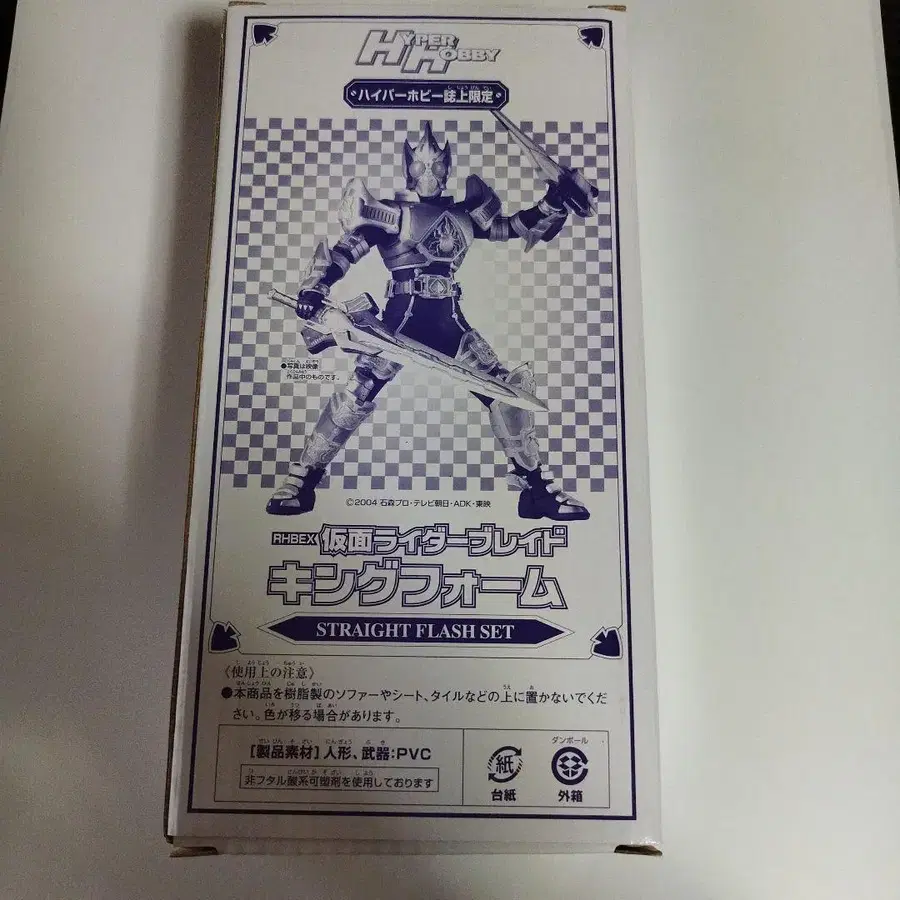 HYPER HOBBY
ハイパーホビー誌上限定
●写真は映像
作品中のものです。
©2004 石森プロ・テレビ朝日・ADK・東映
RHBEX 仮面ライダーブレイド
キングフォーム
STRAIGHT FLASH SET
《使用上の注意》
●本商品を樹脂製のソファーやシート、タイルなどの上に置かないでくだ
さい。色が移る場合があります。
[製品素材]人形、武器:PVC
非フタル酸系可塑剤を使用しております
紙
台紙
ダンボール
外箱